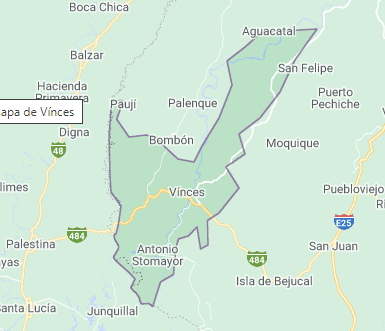 Boca Chica
Aguacatal
Balzar
San Felipe
Hacienda
Primavera
Paují
Palenque
Puerto
Pechiche
apa de Vínces
Digna
Bombón
Moquique
48
limes
Vínces
Puebloviejo
E25
484
Palestina
Antonio
Stomayor
484
San Juan
ayas
Isla de Bejucal
Santa Lucía
Junquillal